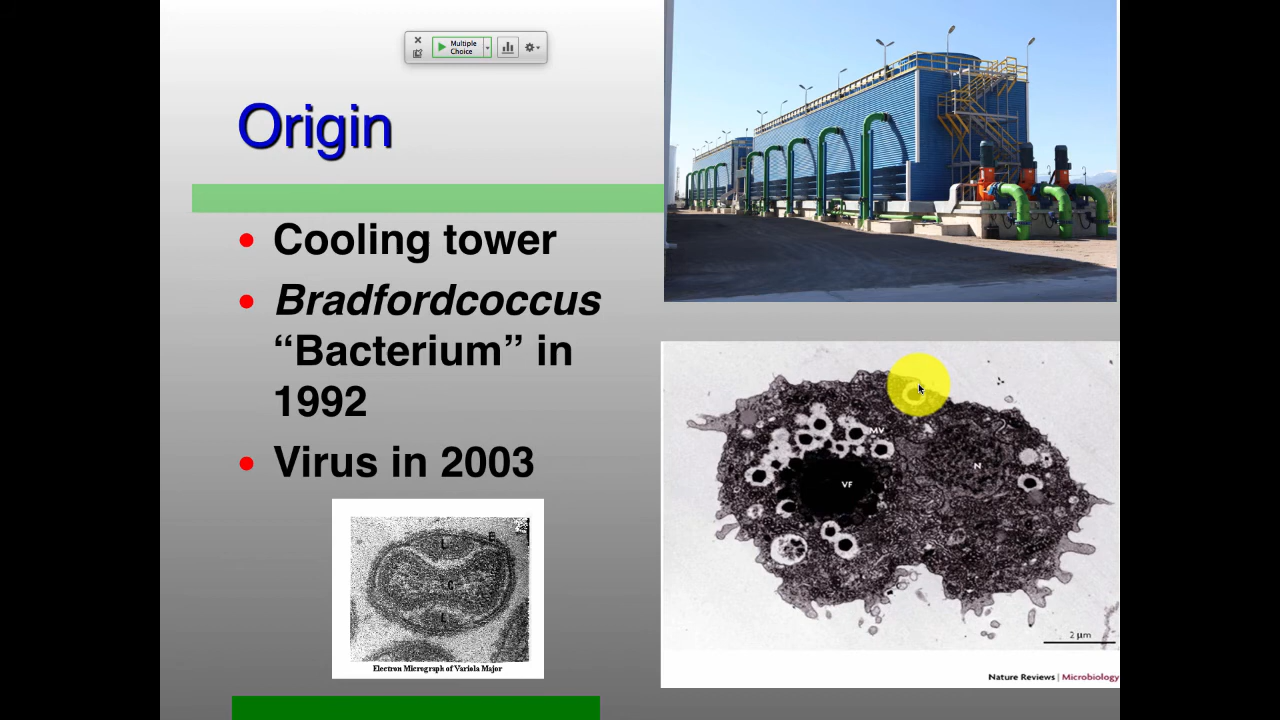 Multiple
Choice
Origin
• Cooling tower
• Bradfordcoccus
“Bacterium” in
1992
• Virus in 2003
L
E
C
L
Electron Micrograph of Variola Major
MV
VF
N
2 µm
Nature Reviews | Microbiology